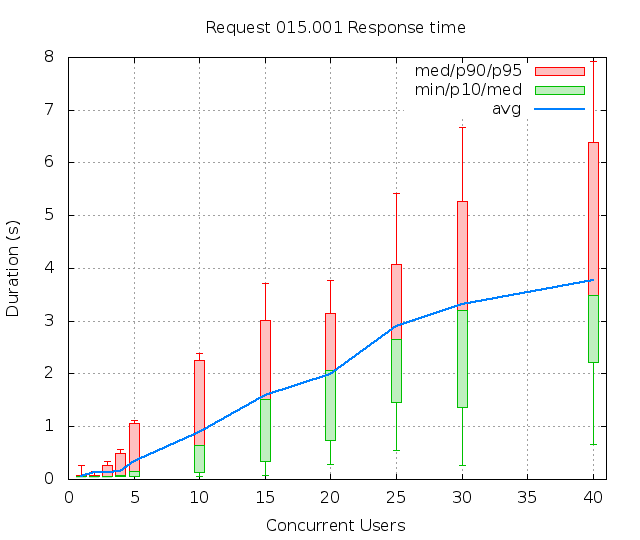 Request 015.001 Response time
8
7
6
5
4
3
2
1
0
Duration (s)
med/p90/p95
min/p10/med
avg
0 5 10 15 20 25 30 35 40
Concurrent Users